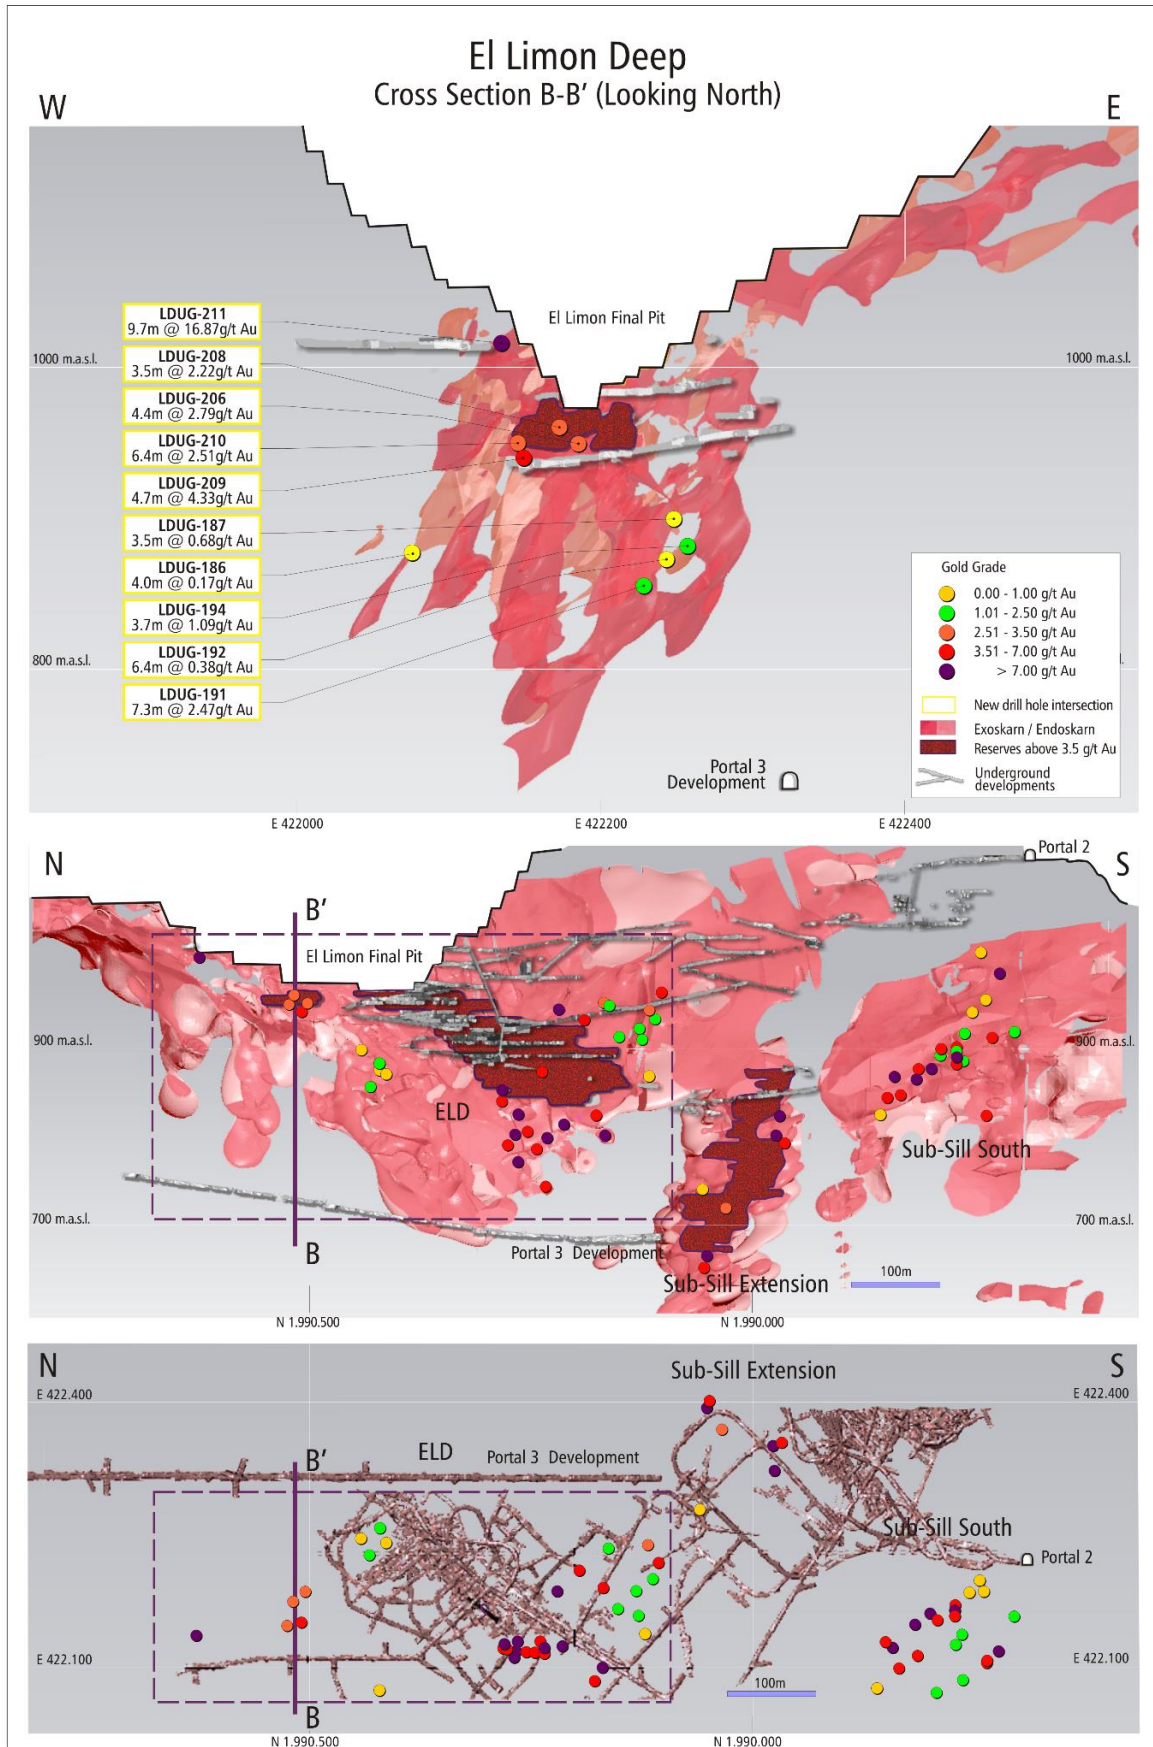 El Limon Deep
Cross Section B-B' (Looking North)
W
E
El Limon Final Pit
LDUG-211
9.7m @ 16.87g/t Au
LDUG-208
3.5m @ 2.22g/t Au
LDUG-206
4.4m @ 2.79g/t Au
LDUG-210
6.4m @ 2.51g/t Au
LDUG-209
4.7m @ 4.33g/t Au
LDUG-187
3.5m @ 0.68g/t Au
LDUG-186
4.0m @ 0.17g/t Au
LDUG-194
3.7m @ 1.09g/t Au
LDUG-192
6.4m @ 0.38g/t Au
LDUG-191
7.3m @ 2.47g/t Au
1000 m.a.s.l.
1000 m.a.s.l.
800 m.a.s.l.
Gold Grade
0.00 - 1.00 g/t Au
1.01 - 2.50 g/t Au
2.51 - 3.50 g/t Au
3.51 - 7.00 g/t Au
> 7.00 g/t Au
New drill hole intersection
Exoskarn / Endoskarn
Reserves above 3.5 g/t Au
Underground
developments
Portal 3
Development
E 422000
E 422200
E 422400
N
S
Portal 2
B'
El Limon Final Pit
900 m.a.s.l.
900 m.a.s.l.
ELD
Sub-Sill South
700 m.a.s.l.
700 m.a.s.l.
B
Portal 3 Development
Sub-Sill Extension
100m
N 1.990.500
N 1.990.000
N
S
Sub-Sill Extension
E 422.400
E 422.400
B'
ELD
Portal 3 Development
Sub-Sill South
Portal 2
E 422.100
E 422.100
100m
B
N 1.990.500
N 1.990.000